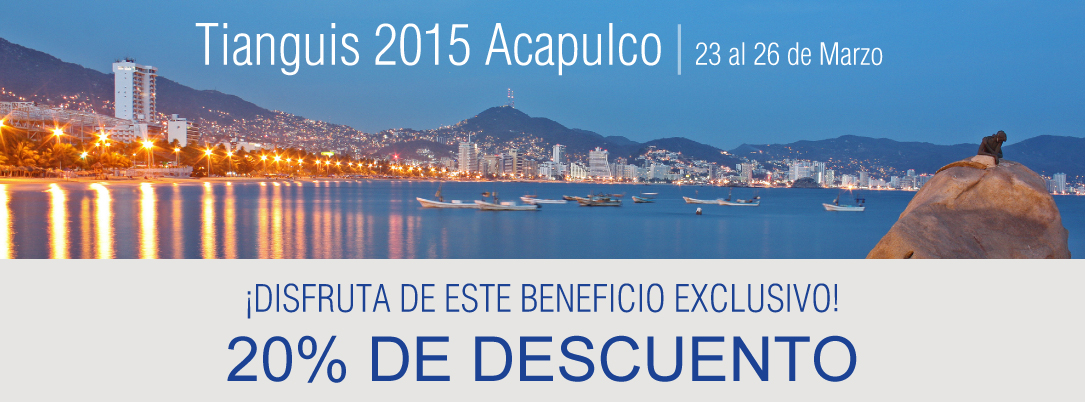 Tianguis 2015 Acapulco | 23 al 26 de Marzo
¡DISFRUTA DE ESTE BENEFICIO EXCLUSIVO!
20% DE DESCUENTO